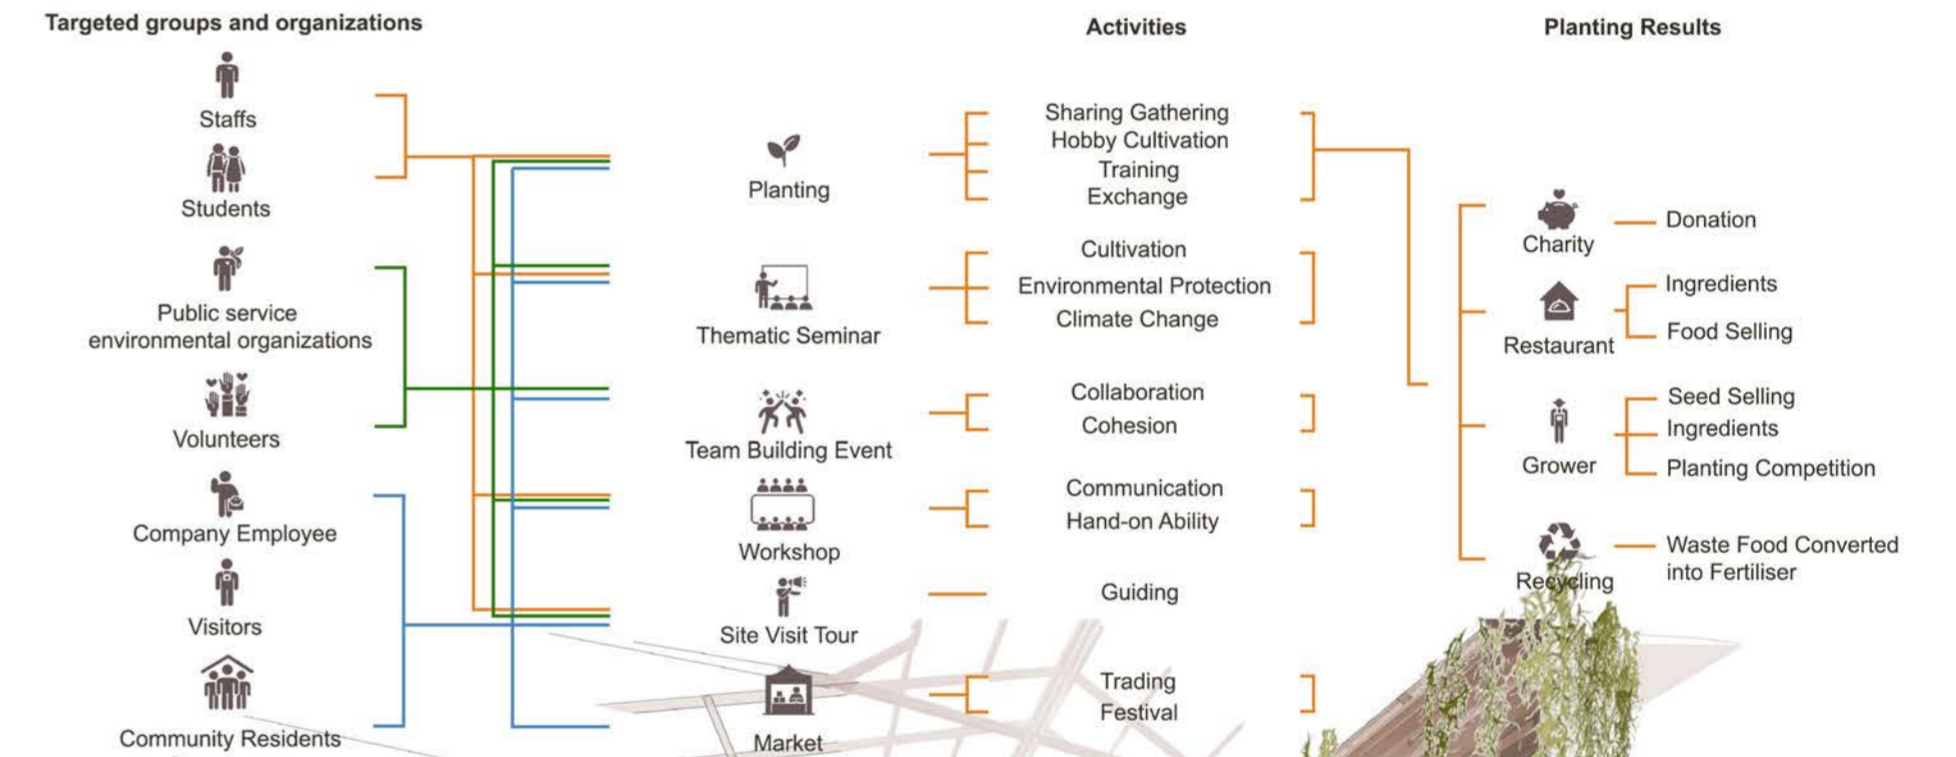 Targeted groups and organizations
Staffs
Students
Public service
environmental organizations
Volunteers
Company Employee
Visitors
Community Residents
Planting
Thematic Seminar
Team Building Event
Workshop
Site Visit Tour
Market
Activities
Sharing Gathering
Hobby Cultivation
Training
Exchange
Cultivation
Environmental Protection
Climate Change
Collaboration
Cohesion
Communication
Hand-on Ability
Guiding
Trading
Festival
Planting Results
Charity
Donation
Restaurant
Ingredients
Food Selling
Grower
Seed Selling
Ingredients
Planting Competition
Recycling
Waste Food Converted
into Fertiliser